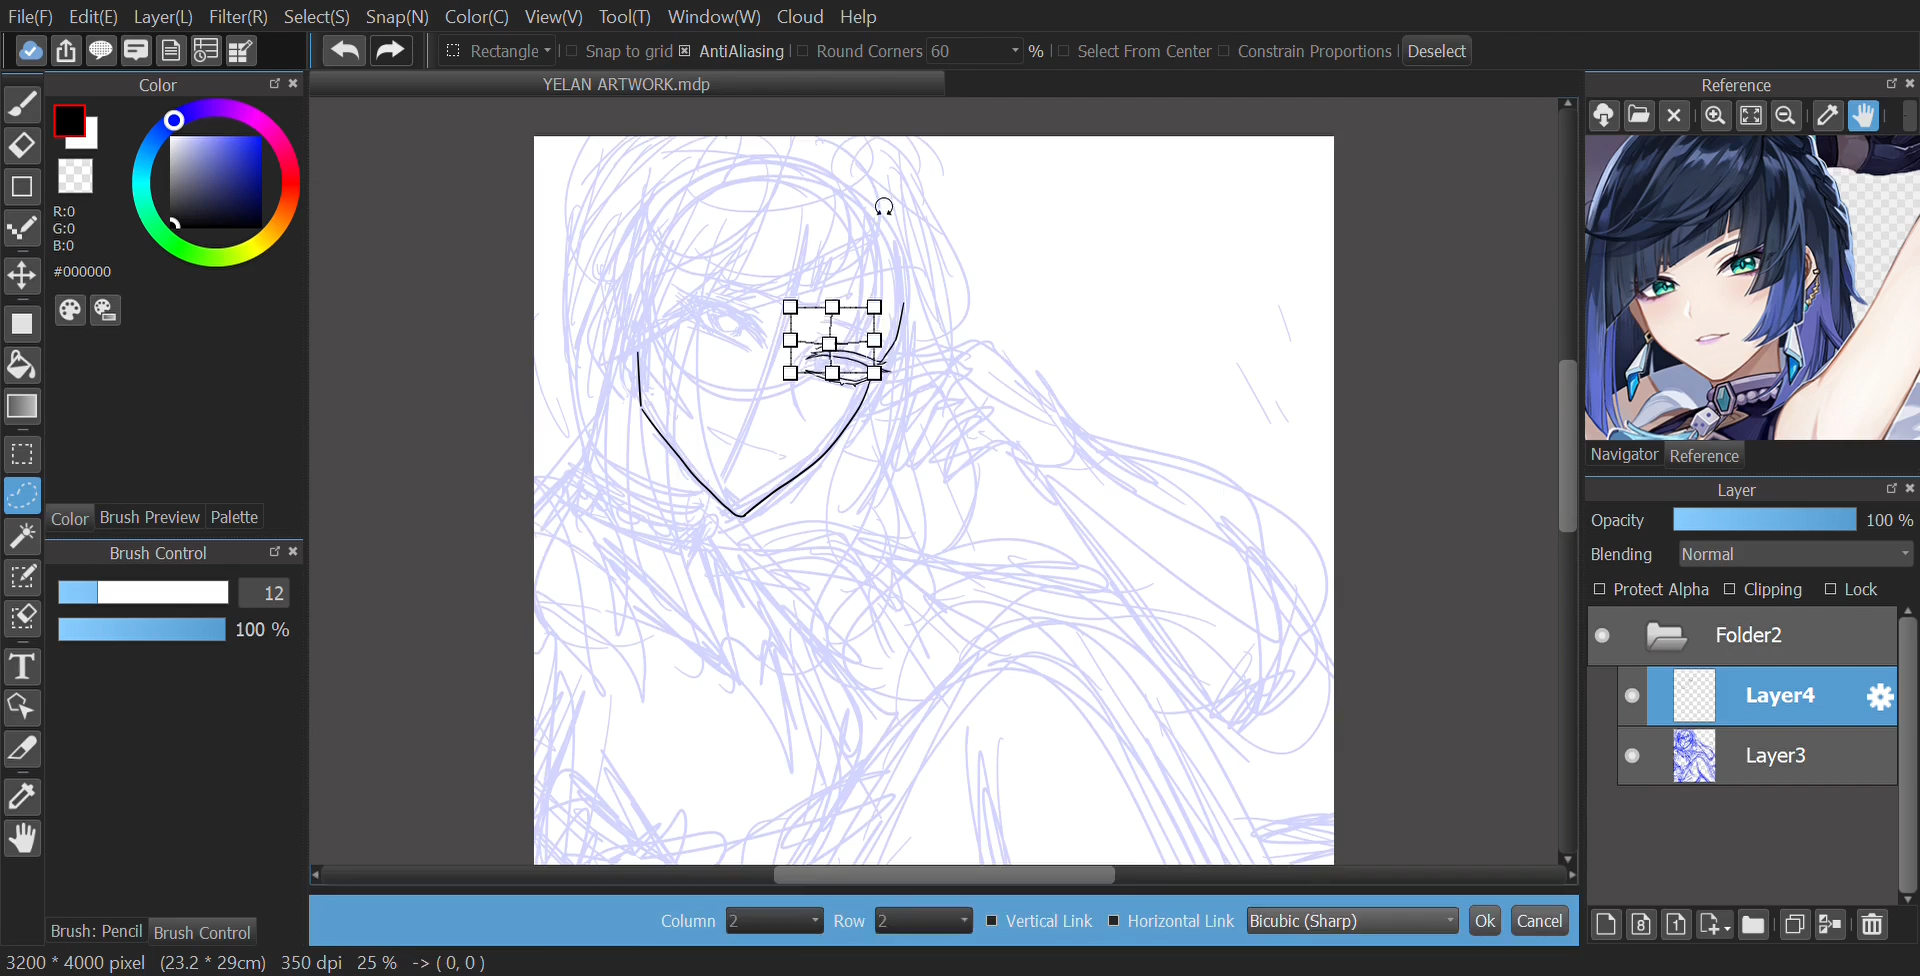 File(F) Edit(E) Layer(L) Filter(R) Select(S) Snap(N) Color(C) View(V) Tool(T) Window(W) Cloud Help
Rectangle Snap to grid AntiAliasing Round Corners 60 % Select From Center Constrain Proportions Deselect
Color
YELAN ARTWORK.mdp
Reference
R:0
G:0
B:0
#000000
Navigator Reference
Layer
Color Brush Preview Palette
Opacity 100 %
Brush Control
Blending Normal
12
Protect Alpha Clipping Lock
100 %
Folder2
Layer4
Layer3
Column 2 Row 2 Vertical Link Horizontal Link Bicubic (Sharp) Ok Cancel
8 1
Brush: Pencil Brush Control
3200 * 4000 pixel (23.2 * 29cm) 350 dpi 25 % -> ( 0, 0 )